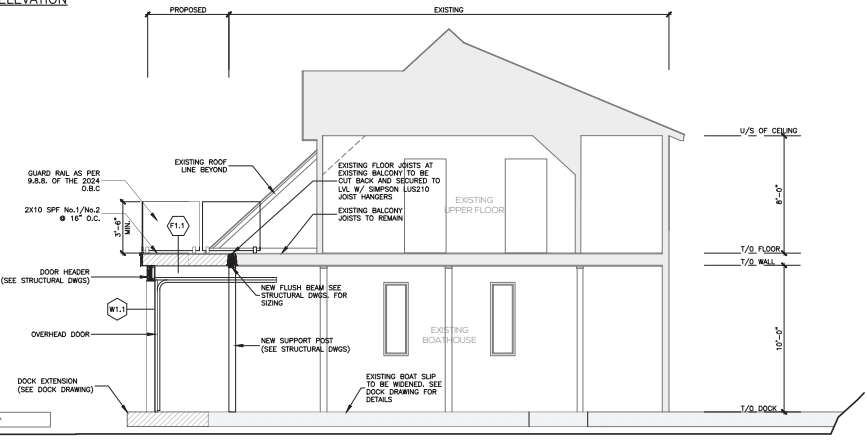 ELEVATION
PROPOSED
EXISTING
U/S OF CEILING
8'-0"
EXISTING ROOF
LINE BEYOND
EXISTING FLOOR JOISTS AT
EXISTING BALCONY TO BE
CUT BACK AND SECURED TO
LVL W/ SIMPSON LUS210
JOIST HANGERS
GUARD RAIL AS PER
9.8.8. OF THE 2024
O.B.C
EXISTING
UPPER FLOOR
2X10 SPF No.1/No.2
@ 16" O.C.
3'-6"
MIN.
F1.1
EXISTING BALCONY
JOISTS TO REMAIN
T/O FLOOR
T/O WALL
DOOR HEADER
(SEE STRUCTURAL DWGS)
NEW FLUSH BEAM SEE
STRUCTURAL DWGS. FOR
SIZING
W1.1
OVERHEAD DOOR
NEW SUPPORT POST
(SEE STRUCTURAL DWGS)
EXISTING
BOATHOUSE
10'-0"
DOCK EXTENSION
(SEE DOCK DRAWING)
EXISTING BOAT SLIP
TO BE WIDENED. SEE
DOCK DRAWING FOR
DETAILS
T/O DOCK